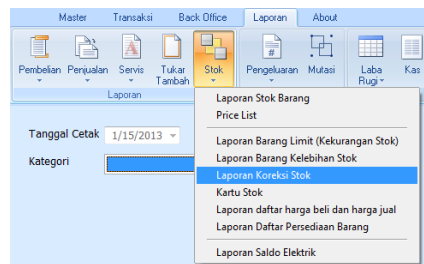 Master Transaksi Back Office Laporan About
Pembelian Penjualan Servis Tukar Tambah Stok Pengeluaran Mutasi Laba Rugi Kas
Laporan
Laporan Stok Barang
Price List
Tanggal Cetak 1/15/2013
Laporan Barang Limit (Kekurangan Stok)
Kategori
Laporan Barang Kelebihan Stok
Laporan Koreksi Stok
Kartu Stok
Laporan daftar harga beli dan harga jual
Laporan Daftar Persediaan Barang
Laporan Saldo Elektrik